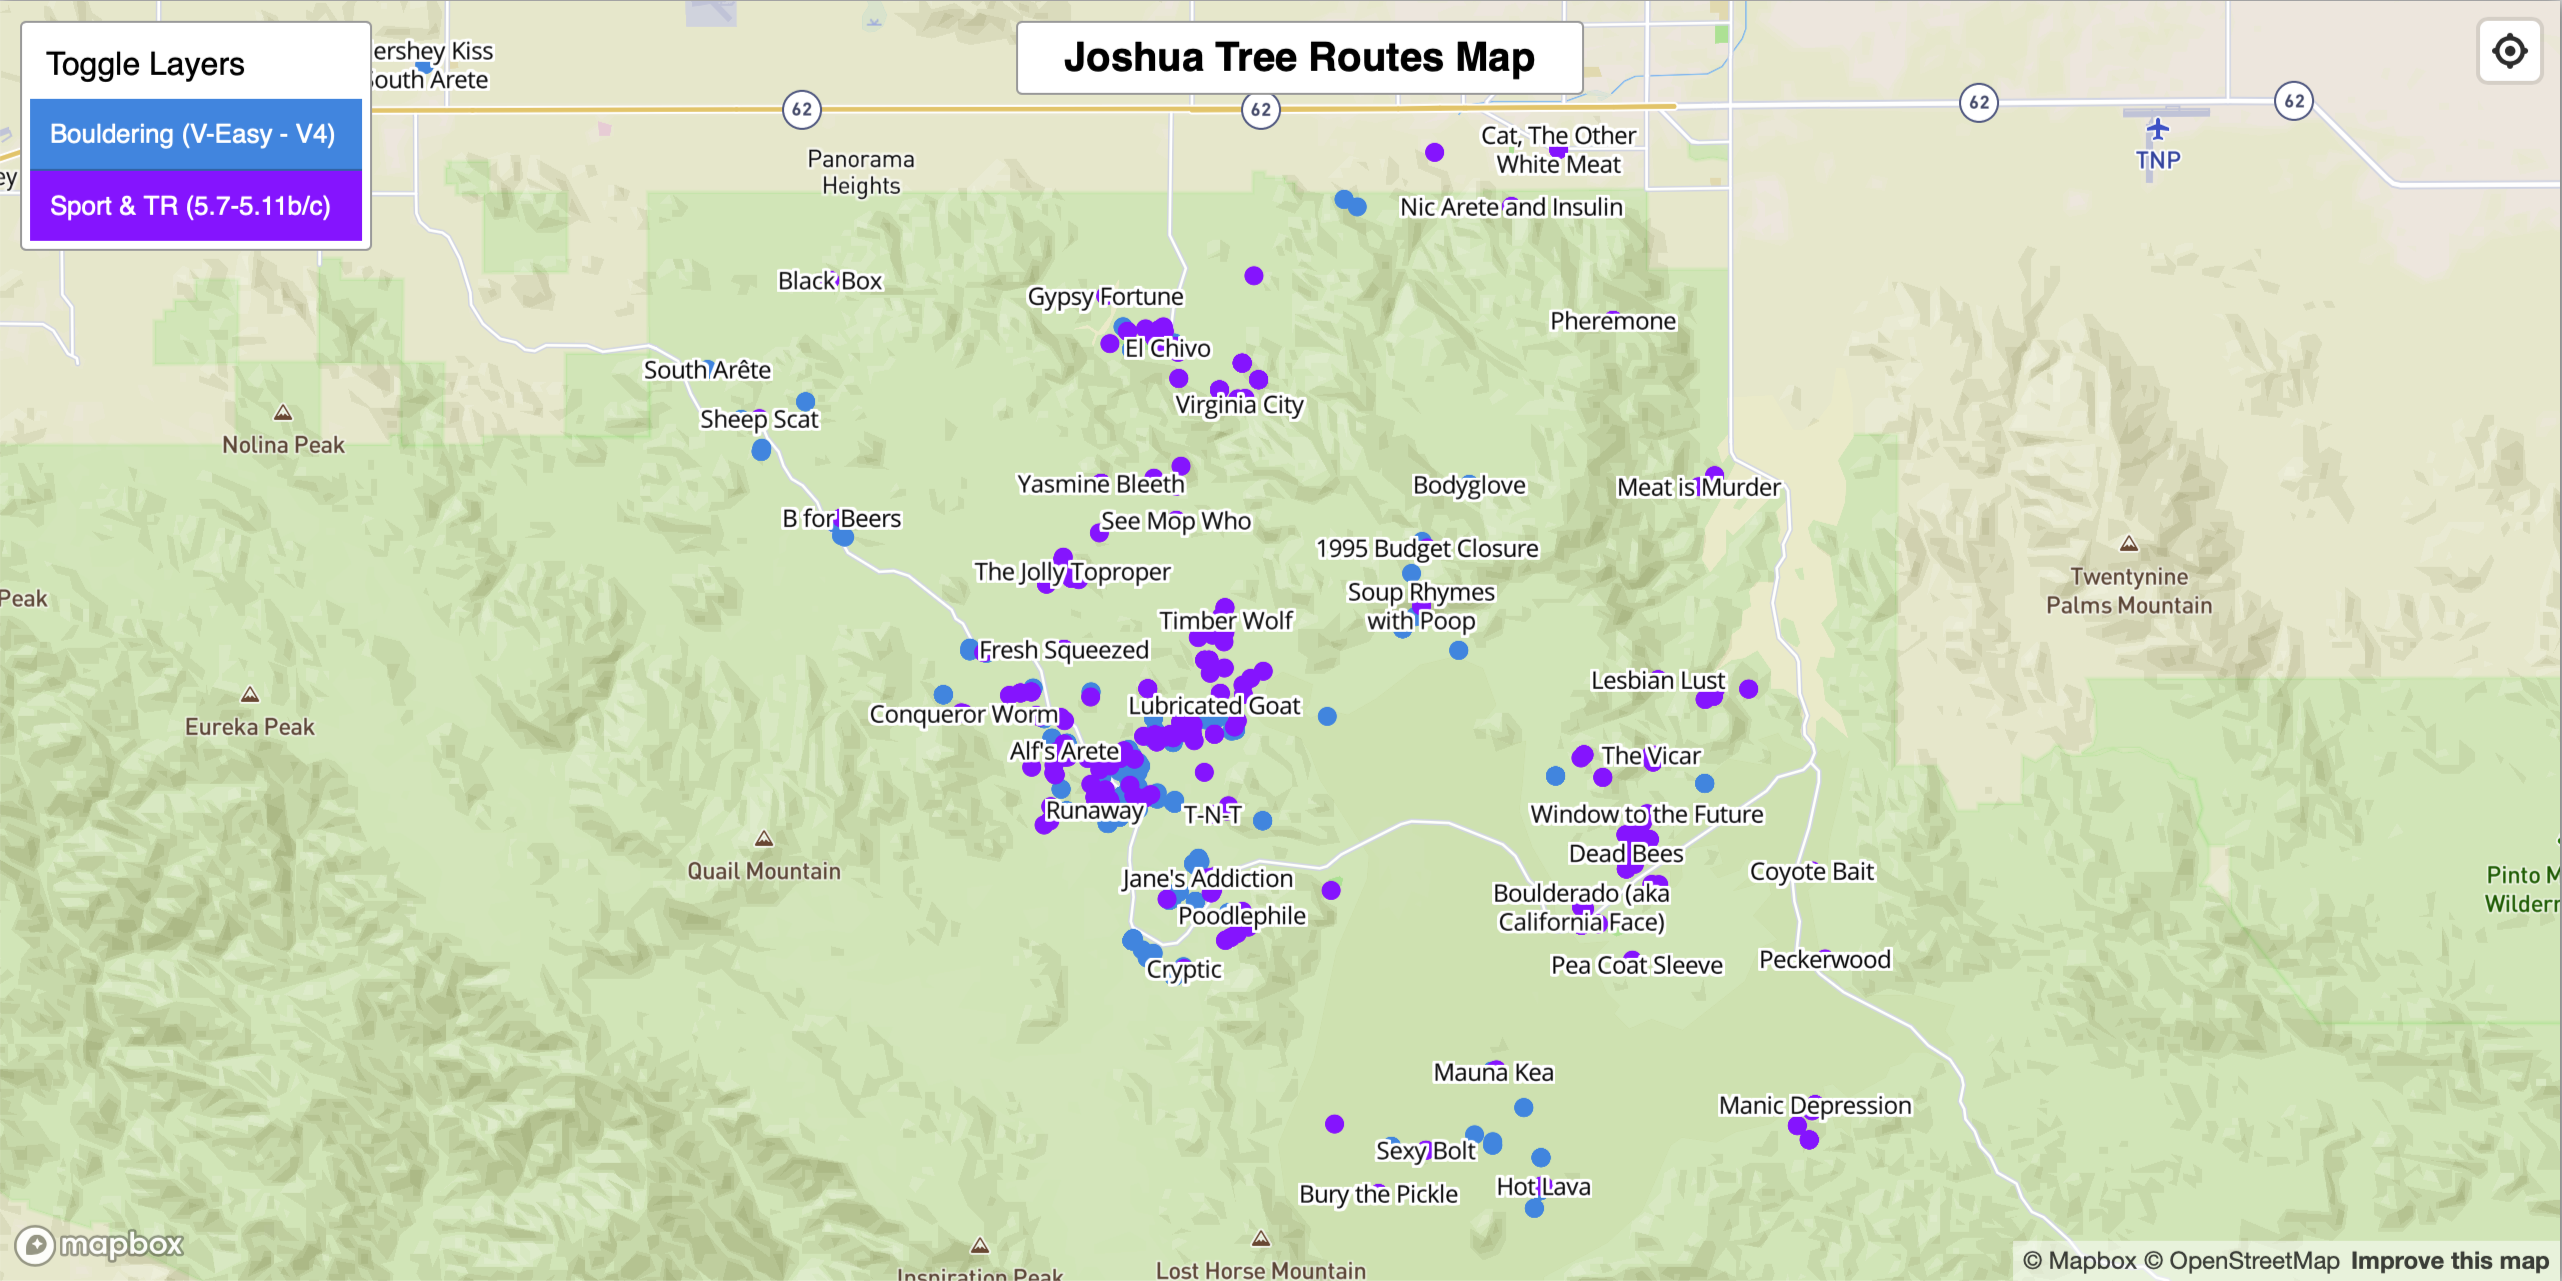 Toggle Layers
Bouldering (V-Easy - V4)
Sport & TR (5.7-5.11b/c)
Joshua Tree Routes Map
ershey Kiss
South Arete
62
62
62
62
TNP
Panorama
Heights
Cat, The Other
White Meat
ey
Nic Arete and Insulin
Black Box
Gypsy Fortune
Pheremone
El Chivo
South Arête
Virginia City
Sheep Scat
Nolina Peak
Yasmine Bleeth
Bodyglove
Meat is Murder
B for Beers
See Mop Who
1995 Budget Closure
The Jolly Toproper
Twentynine
Palms Mountain
Peak
Soup Rhymes
with Poop
Timber Wolf
Fresh Squeezed
Lesbian Lust
Lubricated Goat
Conqueror Worm
Eureka Peak
Alf's Arete
The Vicar
Runaway
T-N-T
Window to the Future
Dead Bees
Quail Mountain
Coyote Bait
Jane's Addiction
Pinto M
Wilder
Boulderado (aka
California Face)
Poodlephile
Peckerwood
Pea Coat Sleeve
Cryptic
Mauna Kea
Manic Depression
Sexy Bolt
Hot Lava
Bury the Pickle
mapbox
Inspiration Peak
Lost Horse Mountain
© Mapbox © OpenStreetMap Improve this map